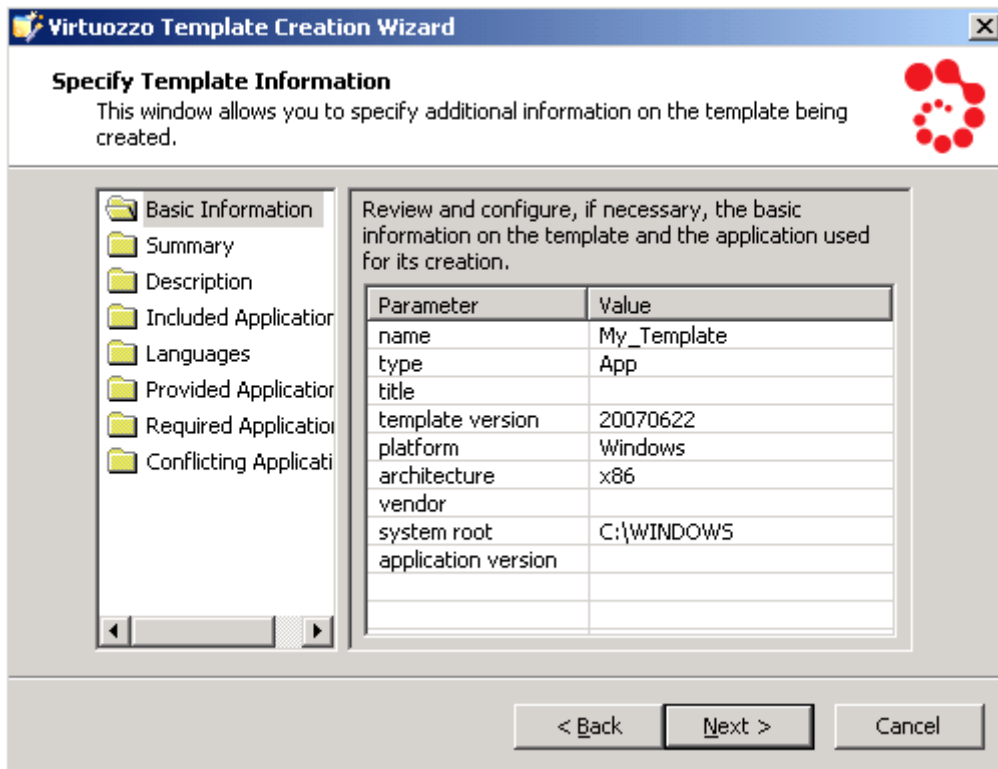 Virtuozzo Template Creation Wizard
Specify Template Information
This window allows you to specify additional information on the template being
created.
Basic Information
Summary
Description
Included Application
Languages
Provided Application
Required Applicatio
Conflicting Applicati
Review and configure, if necessary, the basic
information on the template and the application used
for its creation.
Parameter Value
name My_Template
type App
title
template version 20070622
platform Windows
architecture x86
vendor
system root C:\WINDOWS
application version
< Back Next > Cancel